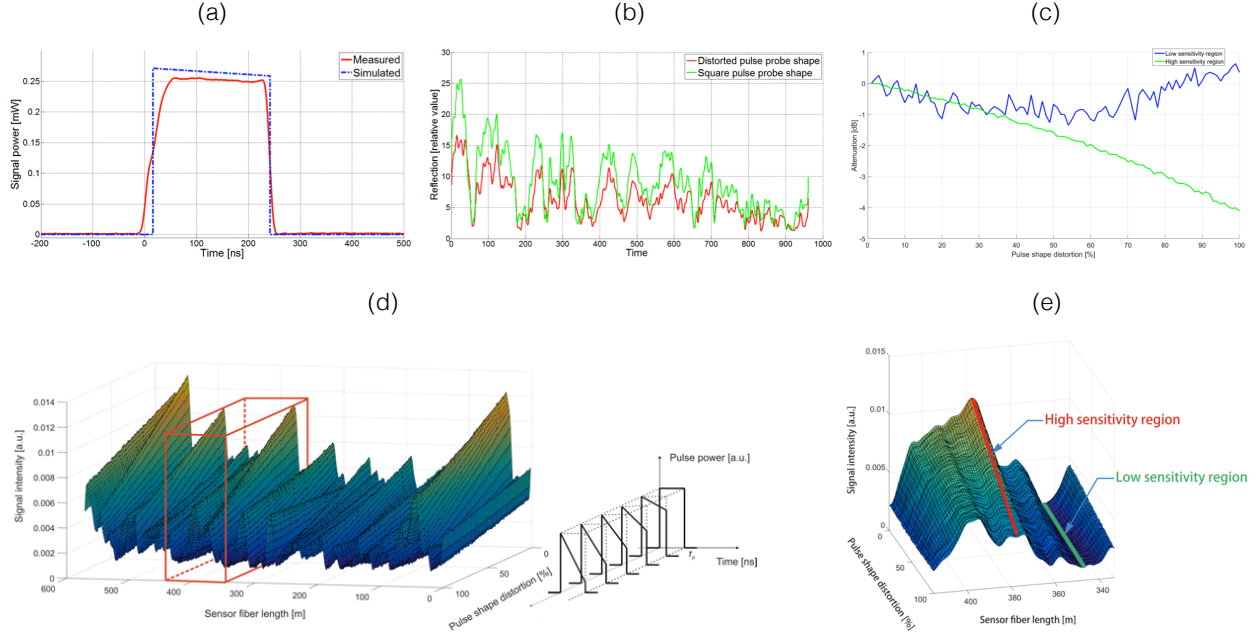 (a)
(b)
(c)
Measured
Simulated
Signal power [mW]
0.25
0.2
0.15
0.1
0.05
0
-200 -100 0 100 200 300 400 500
Time [ns]
Distorted pulse probe shape
Square pulse probe shape
Reflection [relative value]
30
25
20
15
10
5
0
0 100 200 300 400 500 600 700 800 900 1000
Time
Low sensitivity region
High sensitivity region
Attenuation [dB]
1
0
-1
-2
-3
-4
-5
0 10 20 30 40 50 60 70 80 90 100
Pulse shape distortion [%]
(d)
(e)
Signal intensity [a.u.]
0.014
0.012
0.01
0.008
0.006
0.004
0.002
0
600 500 400 300 200 100 0
Sensor fiber length [m]
0
50
100
Pulse shape distortion [%]
Pulse power [a.u.]
Time [ns]
Signal intensity [a.u.]
0.015
0.01
0.005
0
High sensitivity region
Low sensitivity region
0
50
100
Pulse shape distortion [%]
400 380 360 340
Sensor fiber length [m]